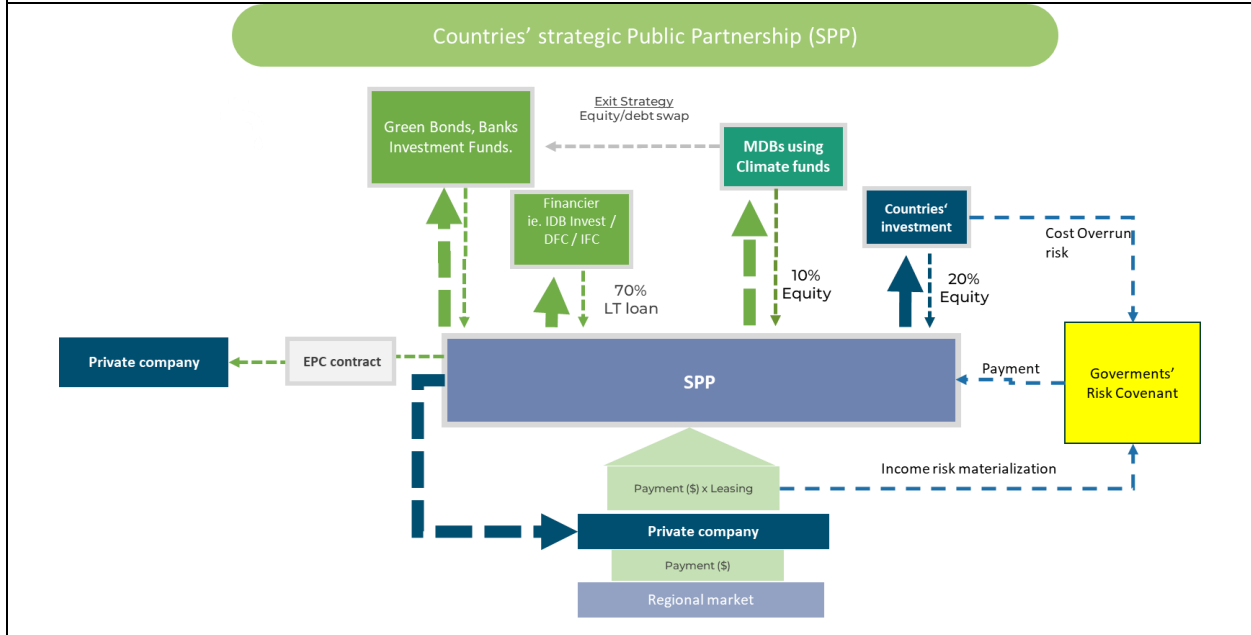 Countries' strategic Public Partnership (SPP)
Green Bonds, Banks
Investment Funds.
Exit Strategy
Equity/debt swap
MDBs using
Climate funds
Financier
ie. IDB Invest /
DFC / IFC
Countries‘
investment
Cost Overrun
risk
70%
LT loan
10%
Equity
20%
Equity
Private company
EPC contract
SPP
Payment
Goverments’
Risk Covenant
Income risk materialization
Payment ($) x Leasing
Private company
Payment ($)
Regional market